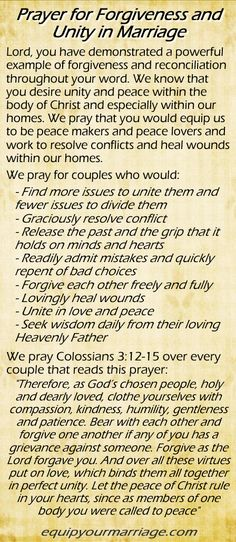 Prayer for Forgiveness and
Unity in Marriage
Lord, you have demonstrated a powerful
example of forgiveness and reconciliation
throughout your word. We know that
you desire unity and peace within the
body of Christ and especially within our
homes. We pray that you would equip us
to be peace makers and peace lovers and
work to resolve conflicts and heal wounds
within our homes.
We pray for couples who would:
- Find more issues to unite them and
fewer issues to divide them
- Graciously resolve conflict
- Release the past and the grip that it
holds on minds and hearts
- Readily admit mistakes and quickly
repent of bad choices
- Forgive each other freely and fully
- Lovingly heal wounds
- Unite in love and peace
- Seek wisdom daily from their loving
Heavenly Father
We pray Colossians 3:12-15 over every
couple that reads this prayer:
"Therefore, as God's chosen people, holy
and dearly loved, clothe yourselves with
compassion, kindness, humility, gentleness
and patience. Bear with each other and
forgive one another if any of you has a
grievance against someone. Forgive as the
Lord forgave you. And over all these virtues
put on love, which binds them all together
in perfect unity. Let the peace of Christ rule
in your hearts, since as members of one
body you were called to peace"
equipyourmarriage.com